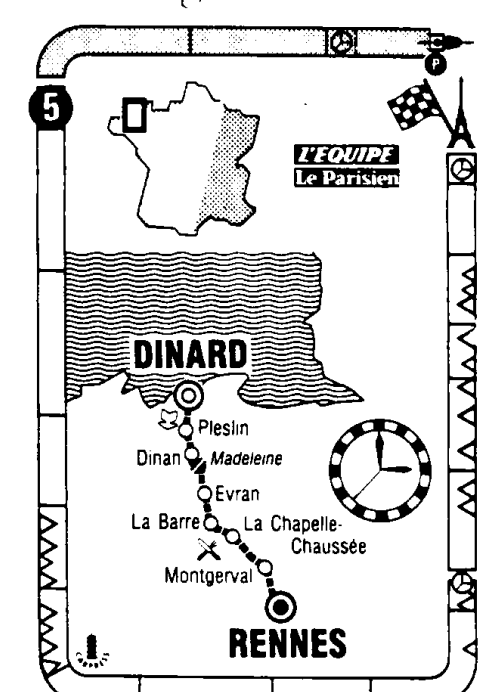 P
5
L'EQUIPE
Le Parisien
DINARD
Pleslin
Dinan Madeleine
Evran
La Barre La Chapelle-
Chaussée
Montgerval
RENNES